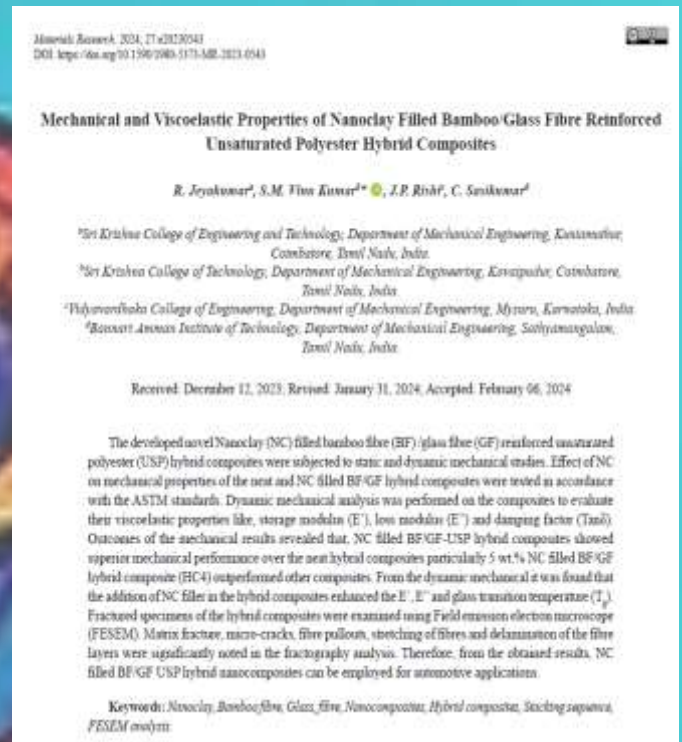 Materials Research. 2024; 27:e20230543
DOI: https://doi.org/10.1590/1980-5373-MR-2023-0543
Mechanical and Viscoelastic Properties of Nanoclay Filled Bamboo/Glass Fibre Reinforced
Unsaturated Polyester Hybrid Composites
R. Jeyakumar, S.M. Vinu Kumar, J.P. Rishi, C. Sasikumar
Sri Krishna College of Engineering and Technology, Department of Mechanical Engineering, Kuniamuthur,
Coimbatore, Tamil Nadu, India.
Sri Krishna College of Technology, Department of Mechanical Engineering, Kovaipudur, Coimbatore,
Tamil Nadu, India.
Vidyavardhaka College of Engineering, Department of Mechanical Engineering, Mysuru, Karnataka, India
Bannari Amman Institute of Technology, Department of Mechanical Engineering, Sathyamangalam,
Tamil Nadu, India.
Received: December 12, 2023; Revised: January 31, 2024; Accepted: February 06, 2024
The developed novel Nanoclay (NC) filled bamboo fibre (BF) /glass fibre (GF) reinforced unsaturated
polyester (USP) hybrid composites were subjected to static and dynamic mechanical studies. Effect of NC
on mechanical properties of the neat and NC filled BF/GF hybrid composites were tested in accordance
with the ASTM standards. Dynamic mechanical analysis was performed on the composites to evaluate
their viscoelastic properties like, storage modulus (E'), loss modulus (E'') and damping factor (Tanδ).
Outcomes of the mechanical results revealed that, NC filled BF/GF-USP hybrid composites showed
superior mechanical performance over the neat hybrid composites particularly 5 wt.% NC filled BF/GF
hybrid composite (HC4) outperformed other composites. From the dynamic mechanical it was found that
the addition of NC filler in the hybrid composites enhanced the E', E'' and glass transition temperature (Tg).
Fractured specimens of the hybrid composites were examined using Field emission electron microscope
(FESEM). Matrix fracture, micro-cracks, fibre pullouts, stretching of fibres and delamination of the fibre
layers were significantly noted in the fractography analysis. Therefore, from the obtained results, NC
filled BF/GF USP hybrid nanocomposites can be employed for automotive applications.
Keywords: Nanoclay, Bamboo fibre, Glass fibre, Nanocomposites, Hybrid composites, Stacking sequence,
FESEM analysis.